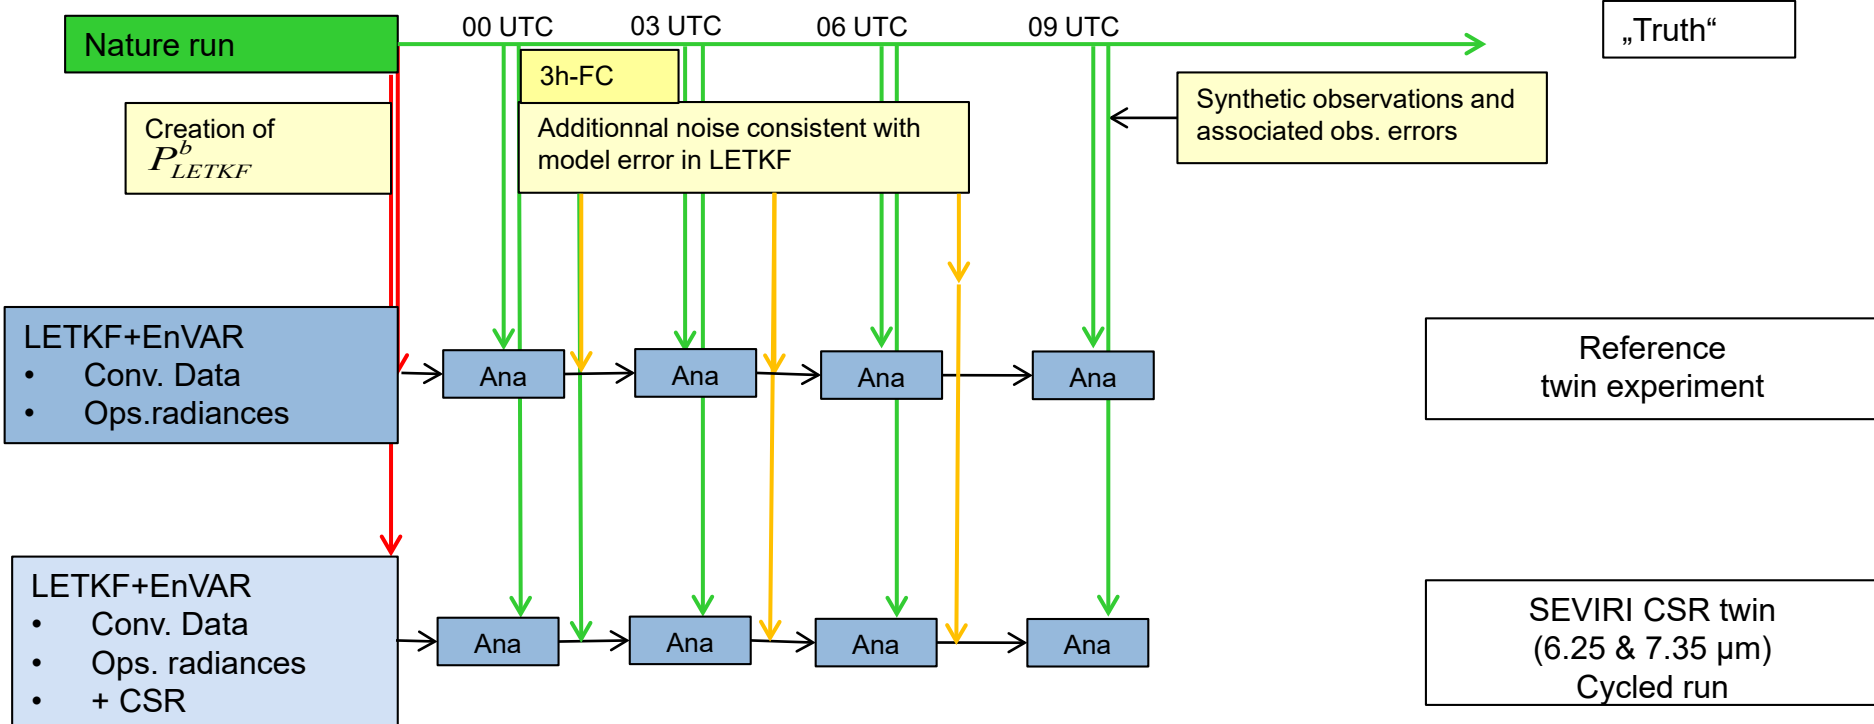 00 UTC
03 UTC
06 UTC
09 UTC
„Truth“
Nature run
3h-FC
Creation of
P^b_{LETKF}
Additionnal noise consistent with
model error in LETKF
Synthetic observations and
associated obs. errors
LETKF+EnVAR
• Conv. Data
• Ops.radiances
Ana
Ana
Ana
Ana
Reference
twin experiment
LETKF+EnVAR
• Conv. Data
• Ops. radiances
• + CSR
Ana
Ana
Ana
Ana
SEVIRI CSR twin
(6.25 & 7.35 µm)
Cycled run